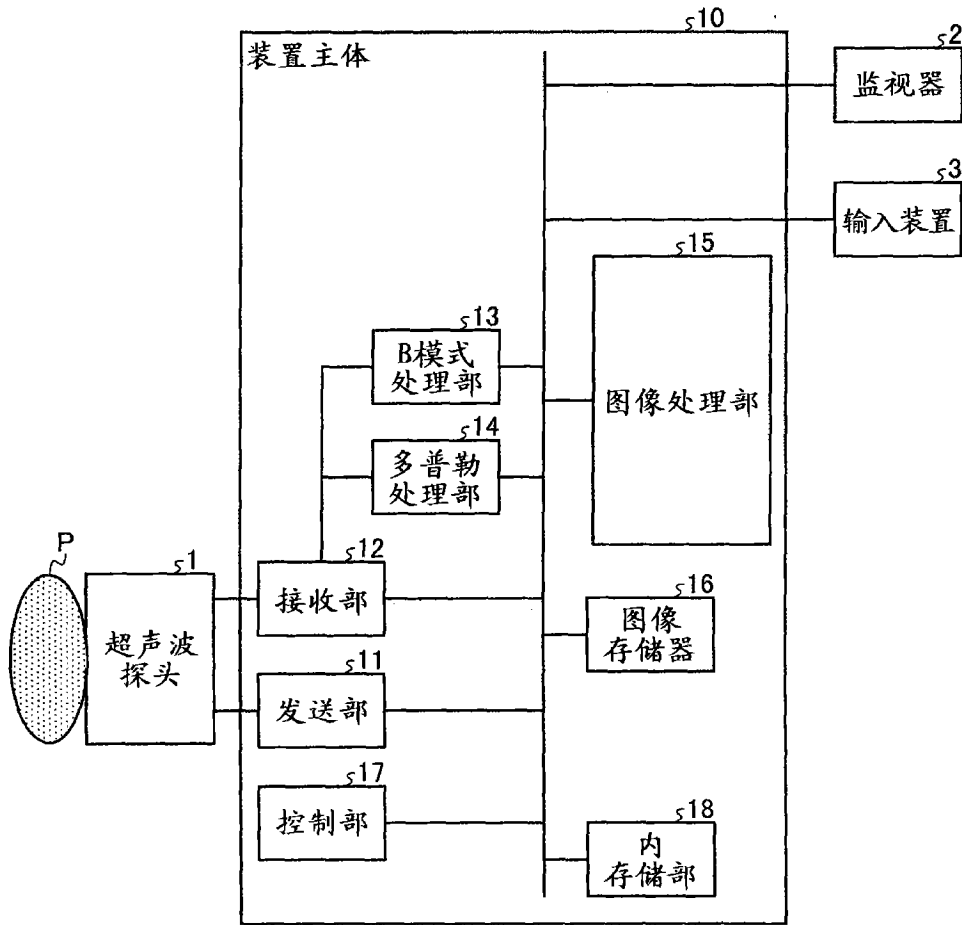 10
装置主体
2
监视器
3
输入装置
15
图像处理部
13
B模式
处理部
14
多普勒
处理部
P
1
超声波
探头
12
接收部
16
图像
存储器
11
发送部
17
控制部
18
内
存储部